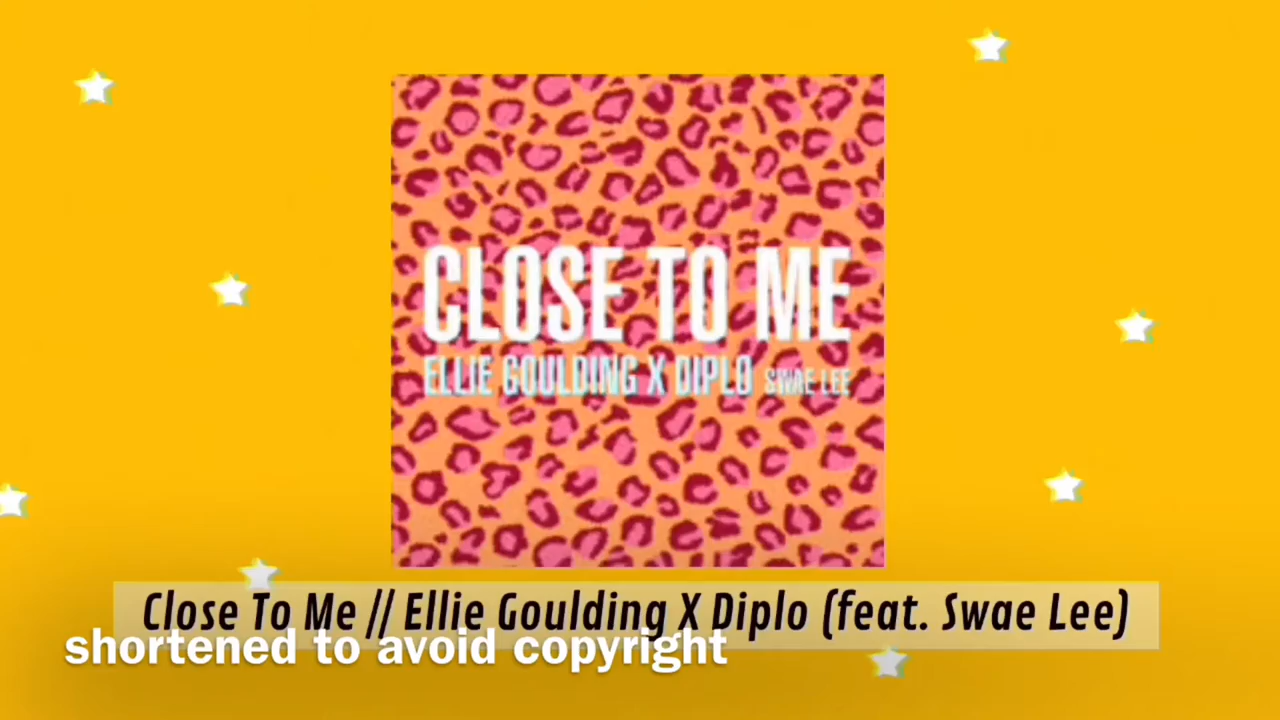 CLOSE TO ME
ELLIE GOULDING X DIPLO SWAE LEE
Close To Me // Ellie Goulding X Diplo (feat. Swae Lee)
shortened to avoid copyright